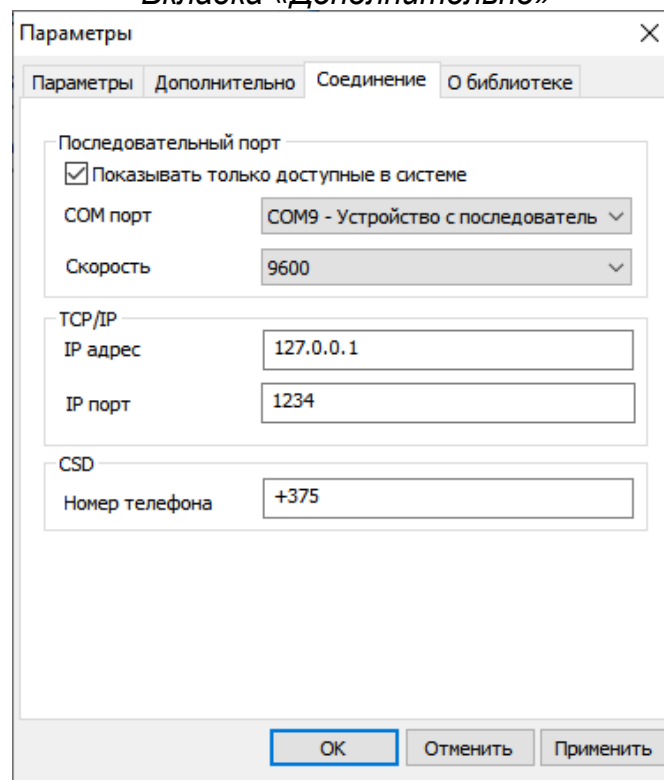 Вкладка «Дополнительно»
Параметры
Параметры Дополнительно Соединение О библиотеке
Последовательный порт
Показывать только доступные в системе
COM порт COM9 - Устройство с последователь
Скорость 9600
TCP/IP
IP адрес 127.0.0.1
IP порт 1234
CSD
Номер телефона +375
OK Отменить Применить